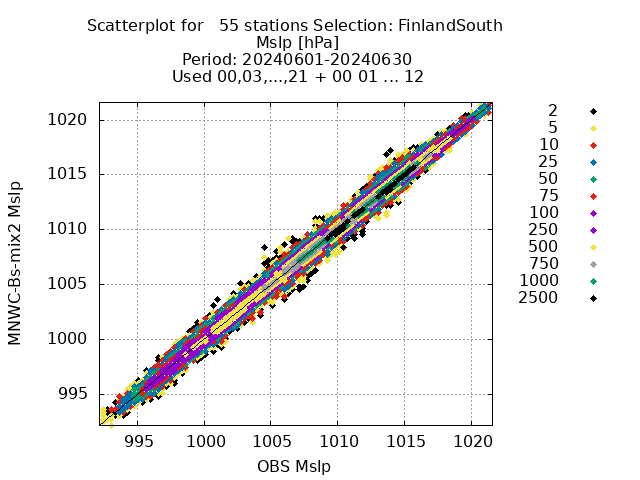 Scatterplot for   55 stations Selection: FinlandSouth
Mslp [hPa]
Period: 20240601-20240630
Used 00,03,...,21 + 00 01 ... 12
2
5
10
25
50
75
100
250
500
750
1000
2500
1020
1015
1010
1005
1000
995
MNWC-Bs-mix2 Mslp
995 1000 1005 1010 1015 1020
OBS Mslp